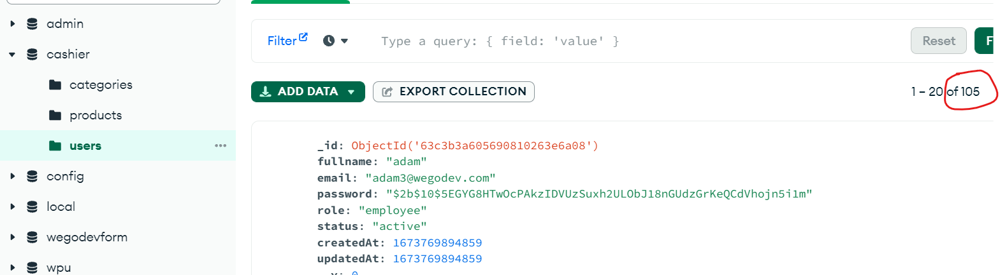 admin
cashier
categories
products
users
config
local
wegodevform
wpu
Filter
Type a query: { field: 'value' }
Reset
F
ADD DATA
EXPORT COLLECTION
1 – 20 of 105
_id: ObjectId('63c3b3a605690810263e6a08')
fullname: "adam"
email: "adam3@wegodev.com"
password: "$2b$10$5EGYG8HTwOcPAkzIDVUzSuxh2ULObJ18nGUdzGrKeQCdVhojn5i1m"
role: "employee"
status: "active"
createdAt: 1673769894859
updatedAt: 1673769894859